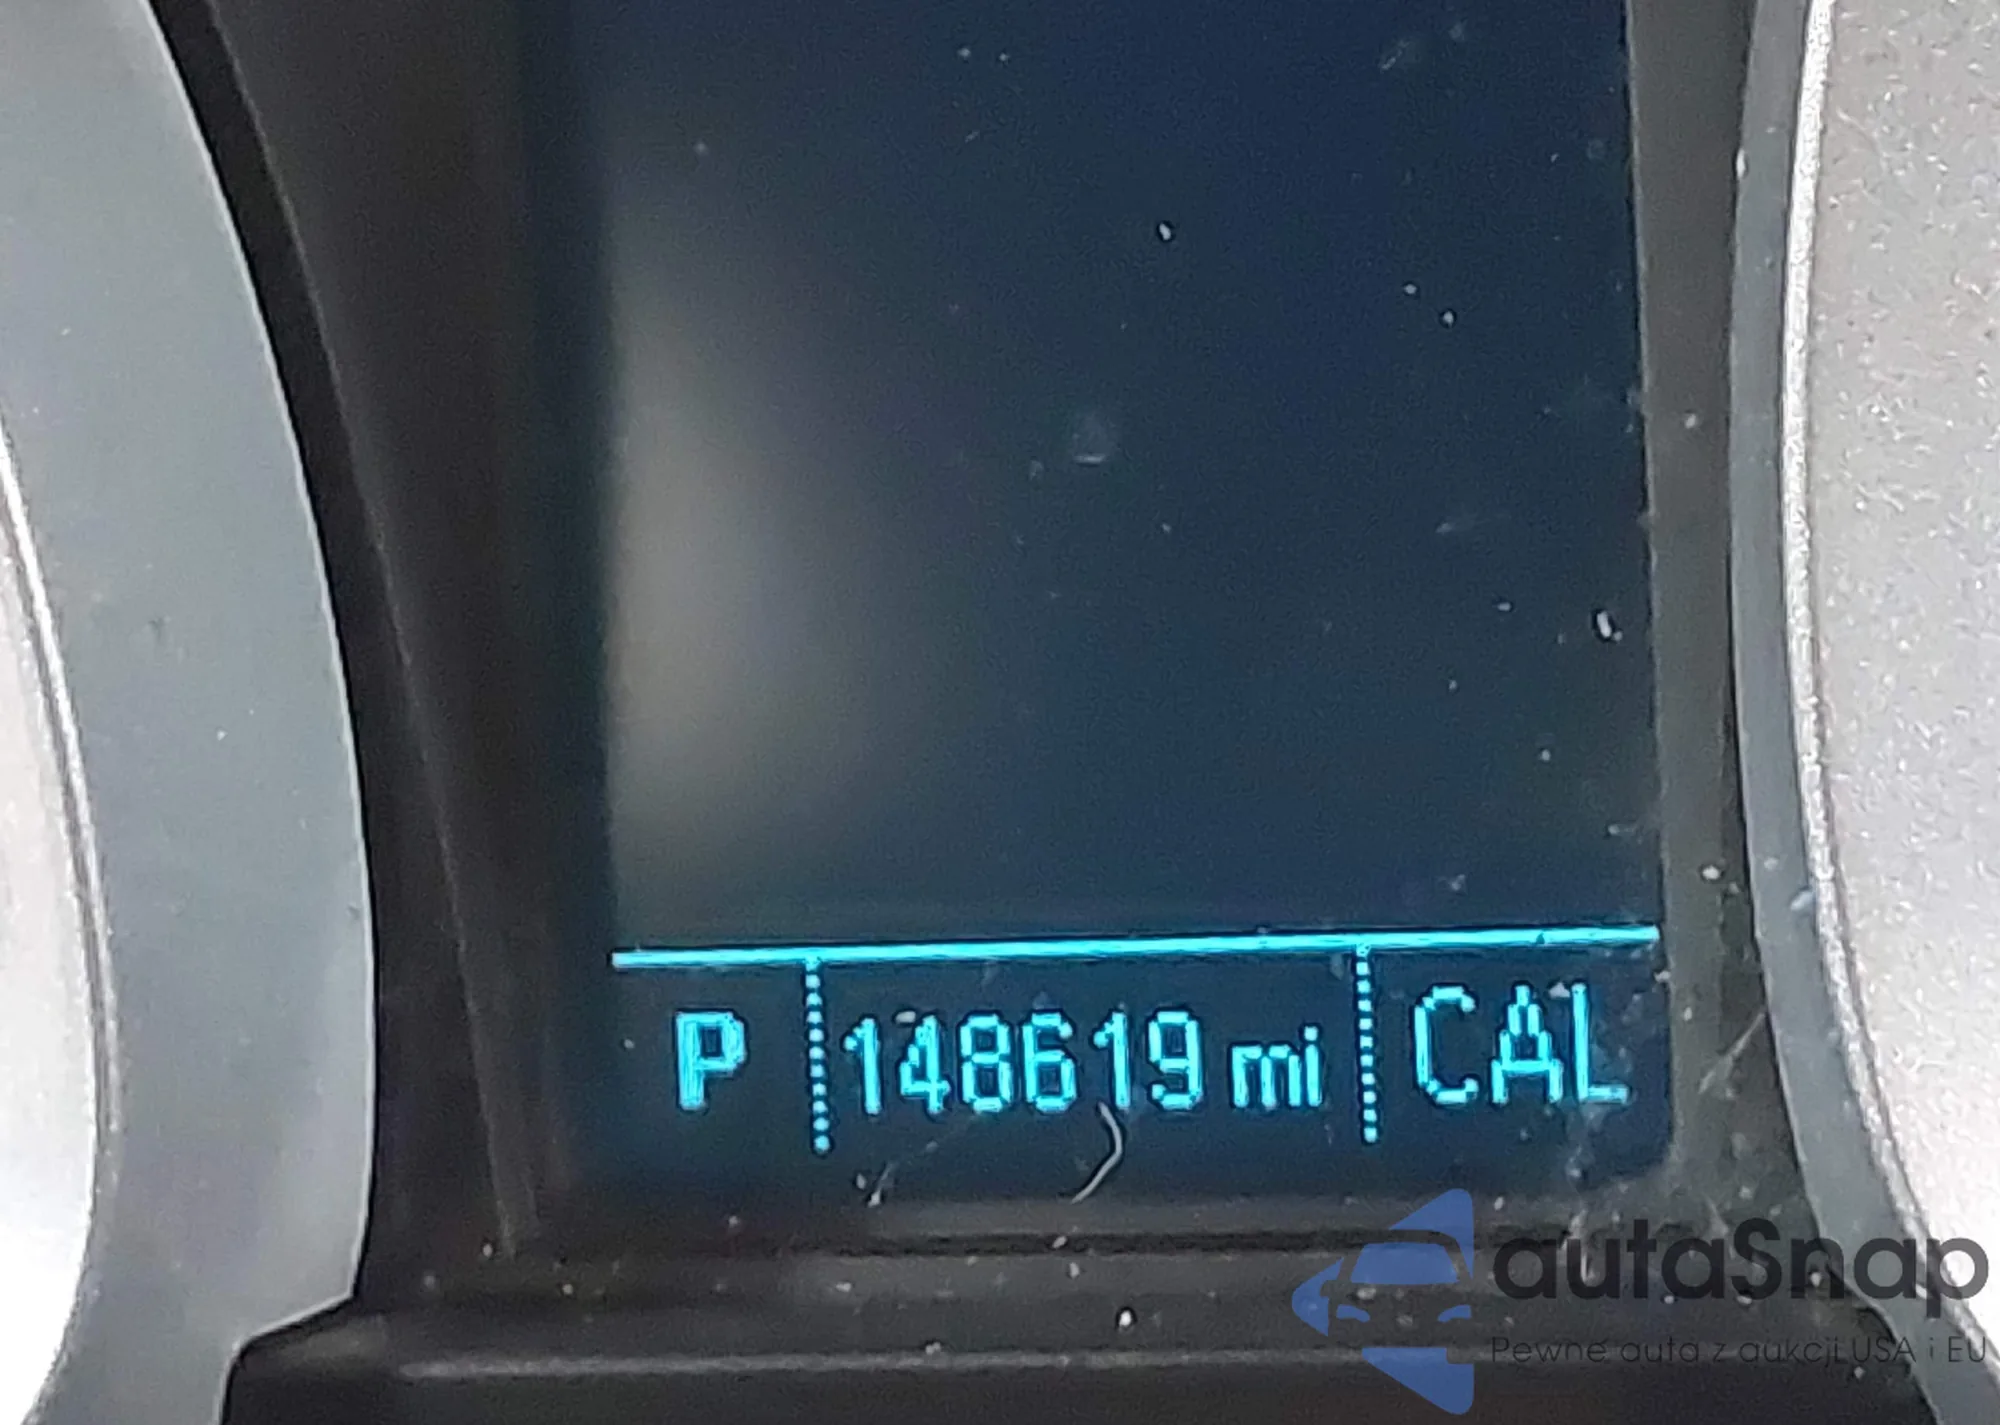 P 148619 mi CAL
autaSnap
Pewne auta z aukcji USA i EU